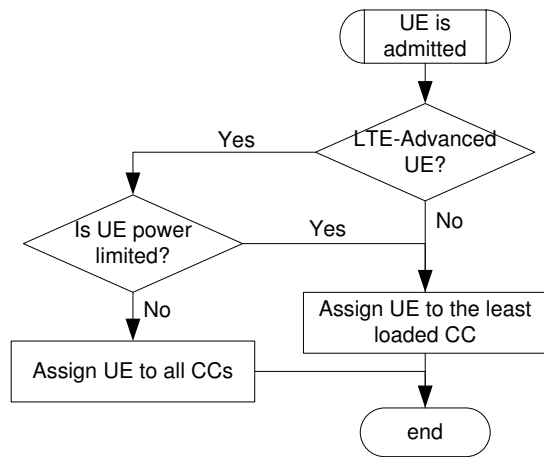 UE is
admitted
LTE-Advanced
UE?
Yes
No
Is UE power
limited?
Yes
No
Assign UE to the least
loaded CC
Assign UE to all CCs
end